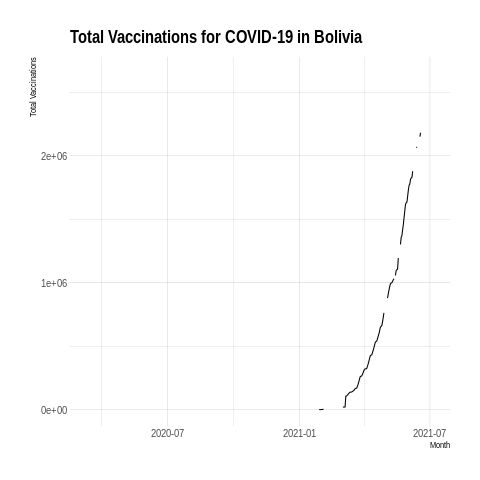 Total Vaccinations for COVID-19 in Bolivia
Total Vaccinations
2e+06
1e+06
0e+00
2020-07
2021-01
2021-07
Month